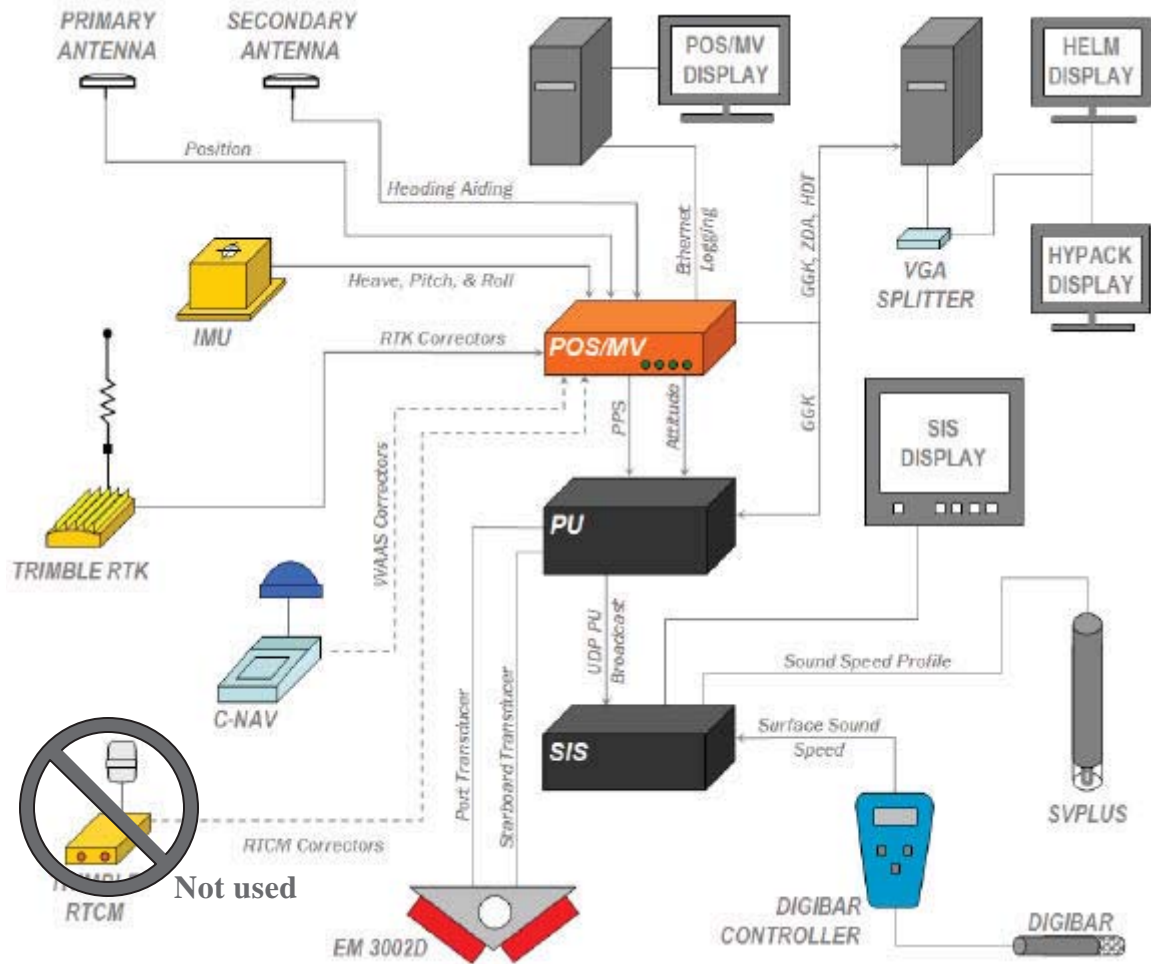 PRIMARY
ANTENNA
SECONDARY
ANTENNA
POS/MV
DISPLAY
HELM
DISPLAY
Position
Heading Aiding
Ethernet
Logging
GGK, ZDA, HDT
VGA
SPLITTER
HYPACK
DISPLAY
IMU
Heave, Pitch, & Roll
RTK Correctors
POS/MV
PPS
Attitude
GGK
SIS
DISPLAY
TRIMBLE RTK
WAAS Correctors
PU
UDP PU
Broadcast
Sound Speed Profile
C-NAV
Port Transducer
Starboard Transducer
SIS
Surface Sound
Speed
SVPLUS
RTCM Correctors
TRIMBLE
RTCM
Not used
EM 3002D
DIGIBAR
CONTROLLER
DIGIBAR